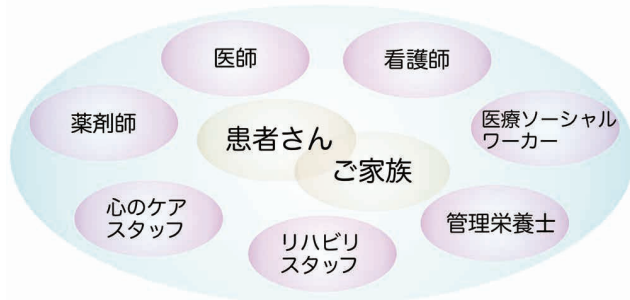 医師
看護師
薬剤師
患者さん
ご家族
医療ソーシャル
ワーカー
心のケア
スタッフ
リハビリ
スタッフ
管理栄養士